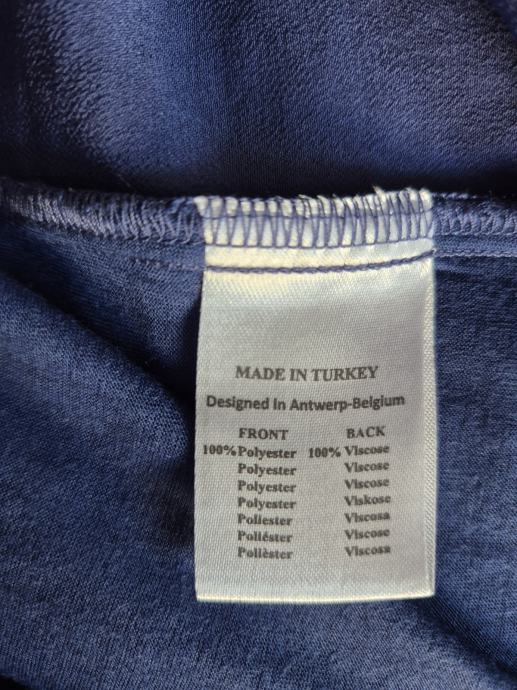 MADE IN TURKEY
Designed In Antwerp-Belgium
FRONT BACK
100% Polyester 100% Viscose
Polyester Viscose
Polyester Viscose
Polyester Viskose
Poliester Viscosa
Poliéster Viscose
Polièster Viscosa